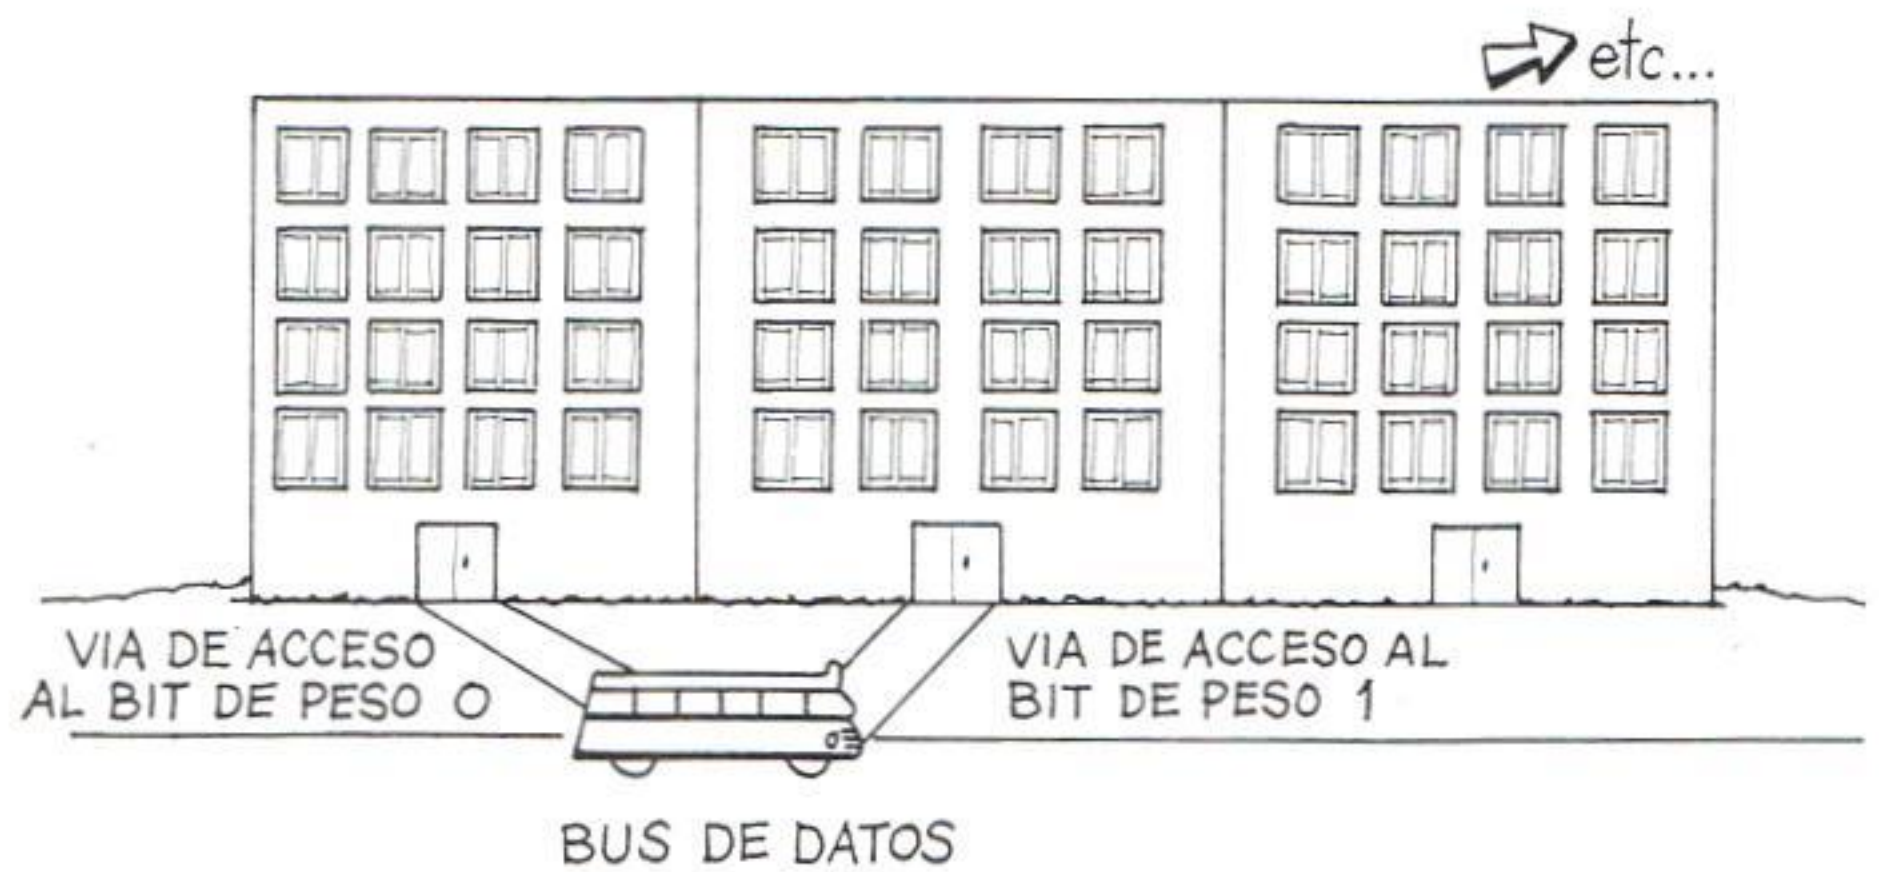 etc...
VIA DE ACCESO
AL BIT DE PESO 0
VIA DE ACCESO AL
BIT DE PESO 1
BUS DE DATOS